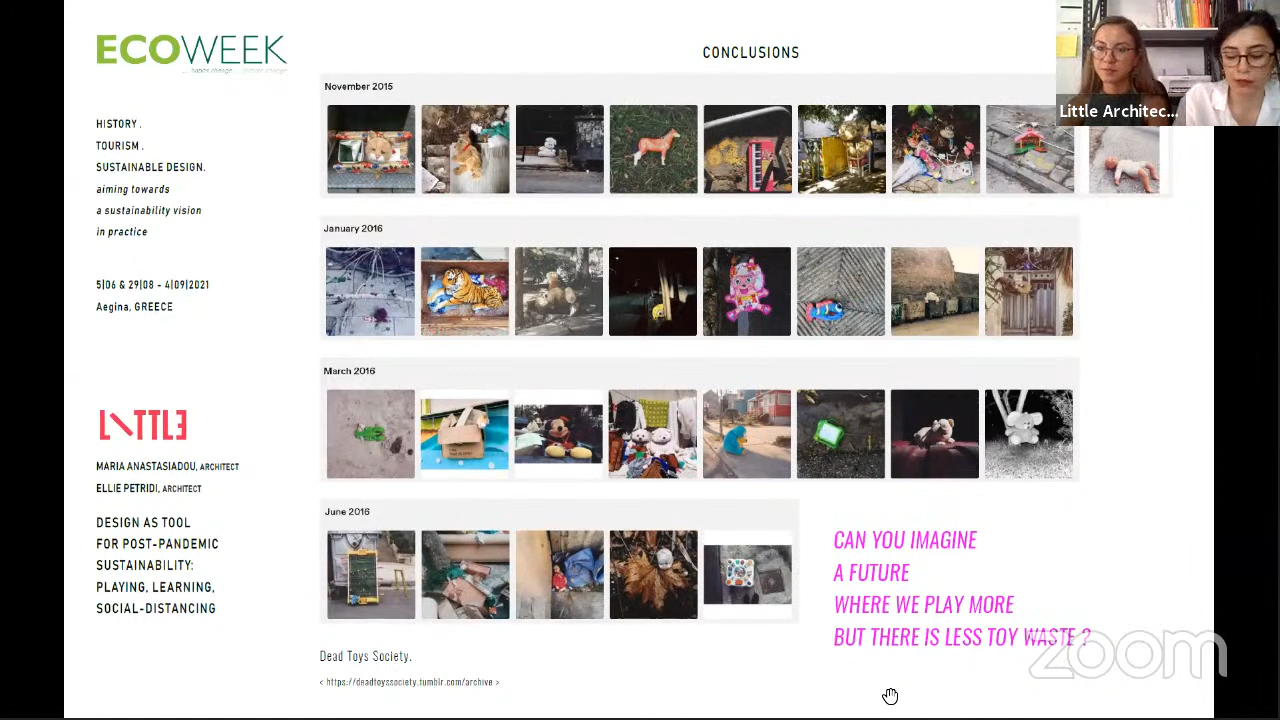 ECOWEEK
CONCLUSIONS
HISTORY .
TOURISM .
SUSTAINABLE DESIGN.
aiming towards
a sustainability vision
in practice
5|06 & 29|08 - 4|09|2021
Aegina, GREECE
LITTLE
MARIA ANASTASIADOU, ARCHITECT
ELLIE PETRIDI, ARCHITECT
DESIGN AS TOOL
FOR POST-PANDEMIC
SUSTAINABILITY:
PLAYING, LEARNING,
SOCIAL-DISTANCING
November 2015
January 2016
March 2016
June 2016
Dead Toys Society.
< https://deadtoyssociety.tumblr.com/archive >
CAN YOU IMAGINE
A FUTURE
WHERE WE PLAY MORE
BUT THERE IS LESS TOY WASTE ?
Little Architec...
zoom